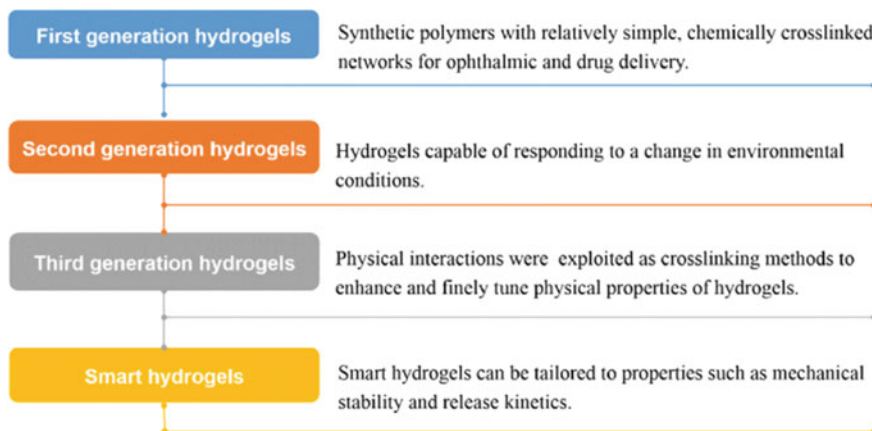 First generation hydrogels
Synthetic polymers with relatively simple, chemically crosslinked
networks for ophthalmic and drug delivery.
Second generation hydrogels
Hydrogels capable of responding to a change in environmental
conditions.
Third generation hydrogels
Physical interactions were exploited as crosslinking methods to
enhance and finely tune physical properties of hydrogels.
Smart hydrogels
Smart hydrogels can be tailored to properties such as mechanical
stability and release kinetics.